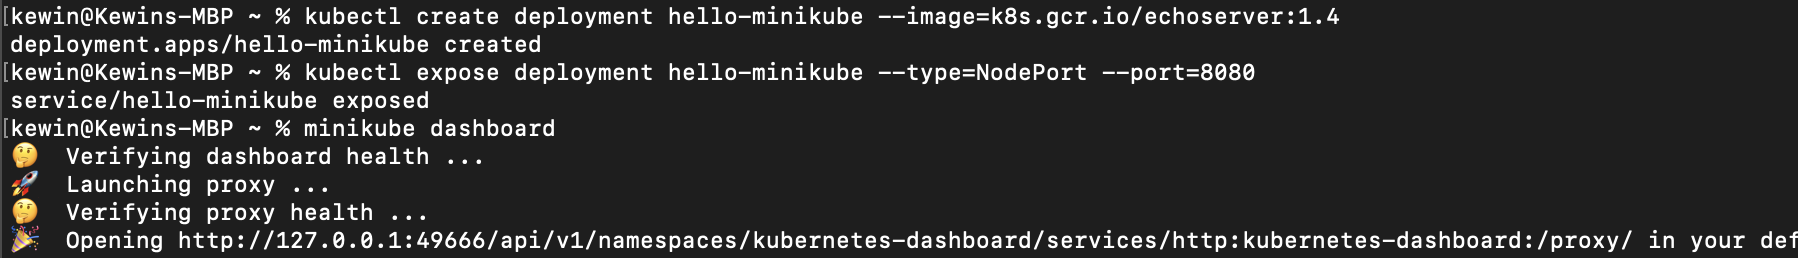 [kewin@Kewins-MBP ~ % kubectl create deployment hello-minikube --image=k8s.gcr.io/echoserver:1.4
deployment.apps/hello-minikube created
[kewin@Kewins-MBP ~ % kubectl expose deployment hello-minikube --type=NodePort --port=8080
service/hello-minikube exposed
[kewin@Kewins-MBP ~ % minikube dashboard
🤔  Verifying dashboard health ...
🚀  Launching proxy ...
🤔  Verifying proxy health ...
🎉  Opening http://127.0.0.1:49666/api/v1/namespaces/kubernetes-dashboard/services/http:kubernetes-dashboard:/proxy/ in your def